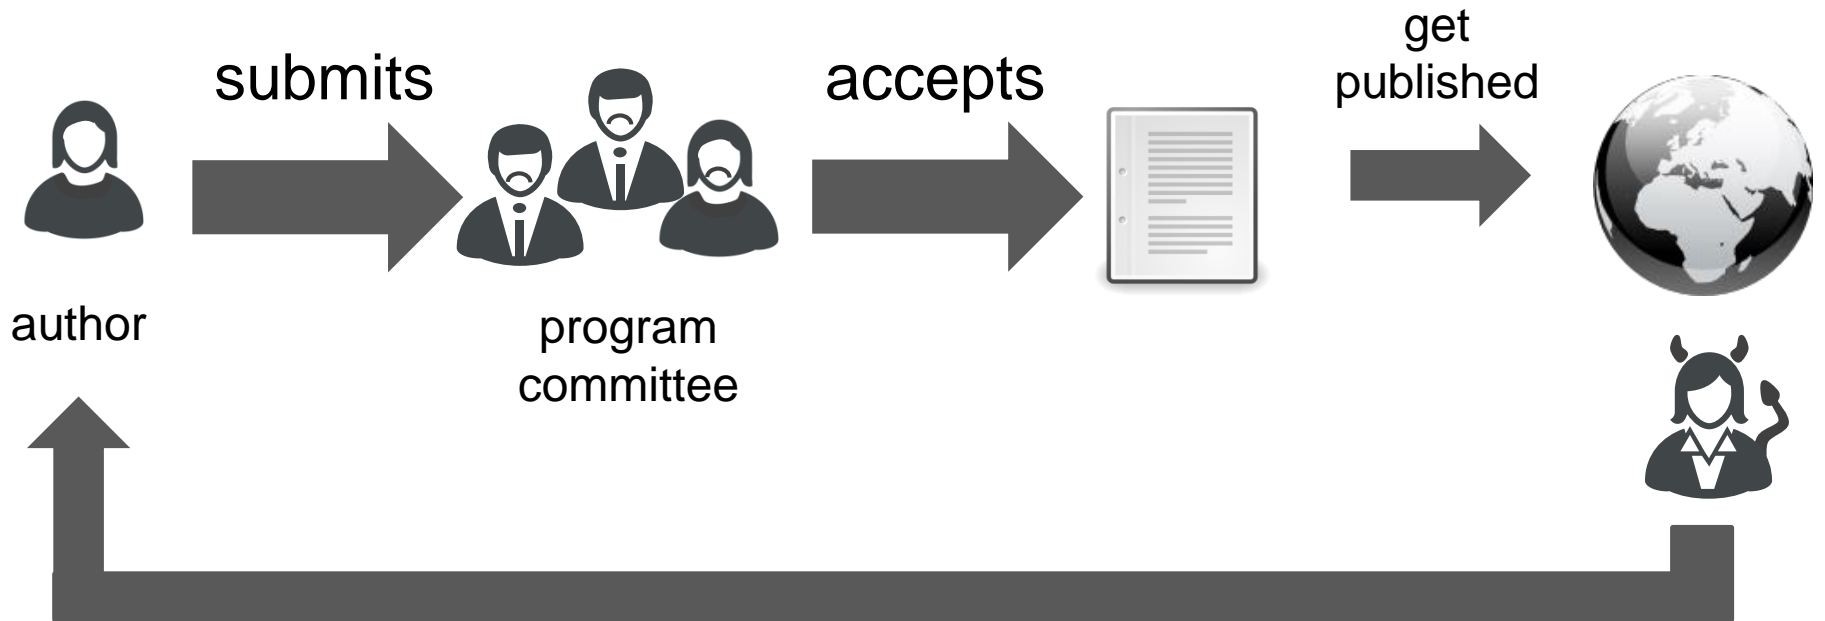 submits
accepts
get
published
author
program
committee